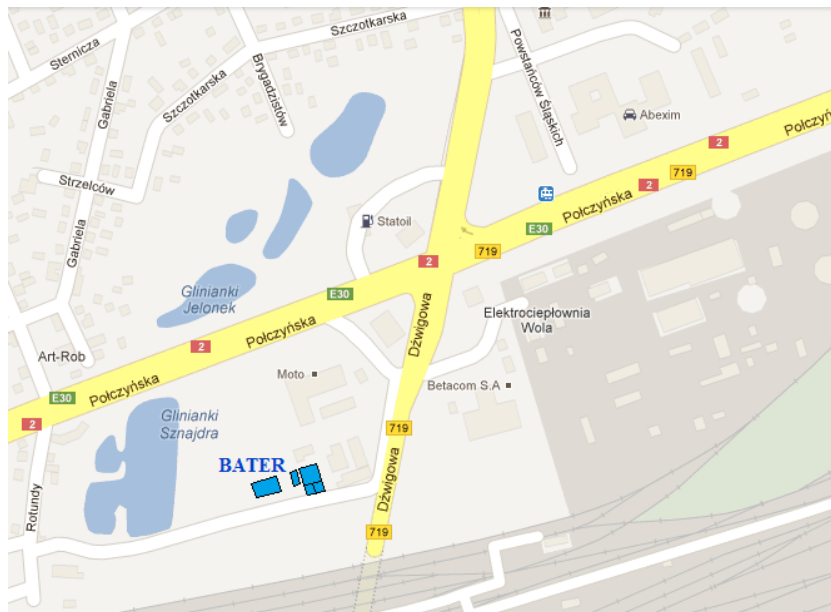 Szczotkarska
Sternicza
Brygadzistów
Szczotkarska
Gabriela
Powstańców Śląskich
Abexim
2
Połczyń
Strzelców
719
2
Połczyńska
E30
Statoil
Gabriela
719
2
Glinianki
Jelonek
E30
Elektrociepłownia
Wola
Połczyńska
Dźwigowa
2
Art-Rob
Moto
Betacom S.A
Połczyńska
E30
2
Glinianki
Sznajdra
719
BATER
Dźwigowa
Rotundy
719